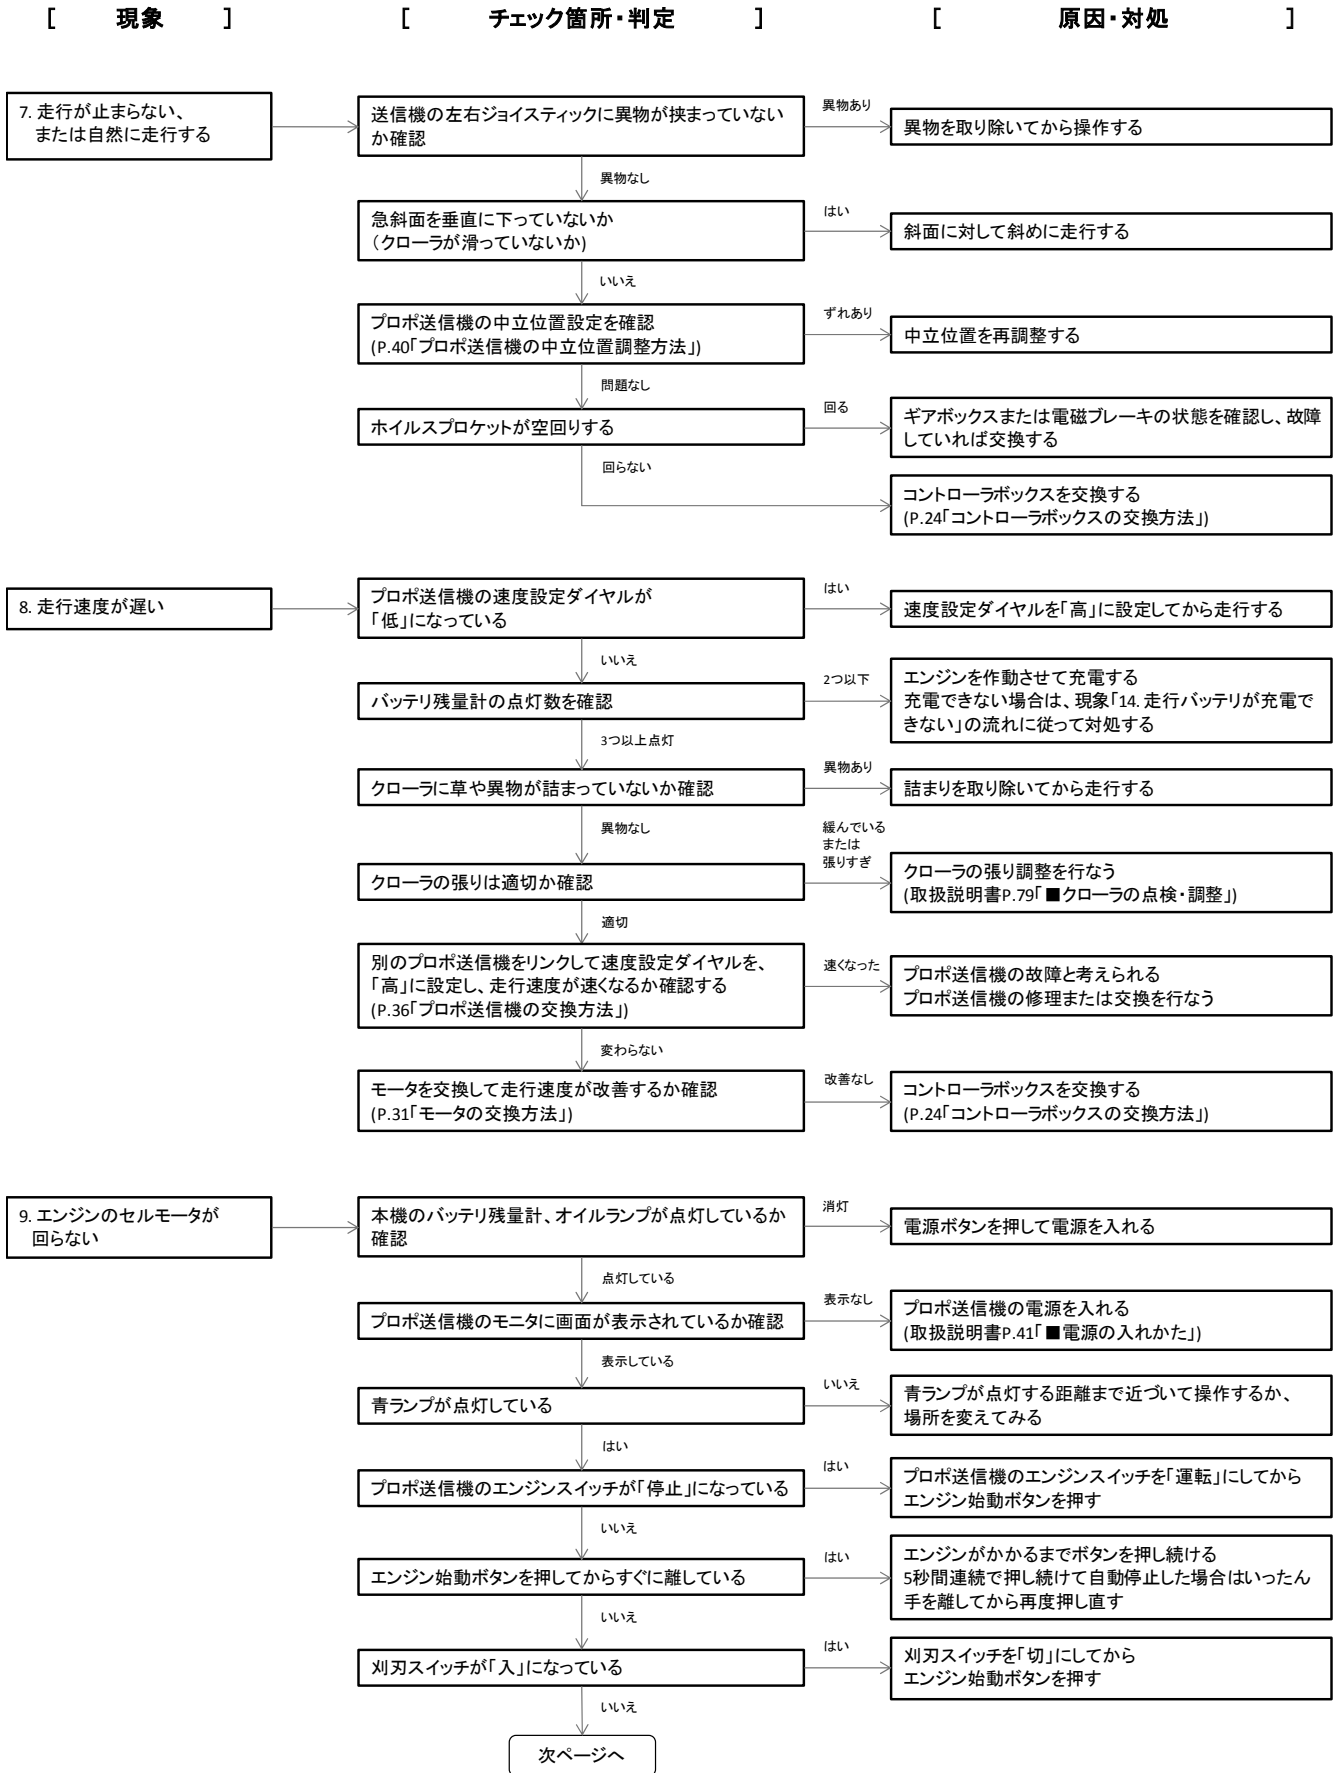 [ 現象 ]
[ チェック箇所・判定 ]
[ 原因・対処 ]
7. 走行が止まらない、
または自然に走行する
送信機の左右ジョイスティックに異物が挟まっていない
か確認
異物あり
異物を取り除いてから操作する
異物なし
急斜面を垂直に下っていないか
(クローラが滑っていないか)
はい
斜面に対して斜めに走行する
いいえ
プロポ送信機の中立位置設定を確認
(P.40「プロポ送信機の中立位置調整方法」)
ずれあり
中立位置を再調整する
問題なし
ホイルスプロケットが空回りする
回る
ギアボックスまたは電磁ブレーキの状態を確認し、故障
していれば交換する
回らない
コントローラボックスを交換する
(P.24「コントローラボックスの交換方法」)
8. 走行速度が遅い
プロポ送信機の速度設定ダイヤルが
「低」になっている
はい
速度設定ダイヤルを「高」に設定してから走行する
いいえ
バッテリ残量計の点灯数を確認
2つ以下
エンジンを作動させて充電する
充電できない場合は、現象「14. 走行バッテリが充電で
きない」の流れに従って対処する
3つ以上点灯
クローラに草や異物が詰まっていないか確認
異物あり
詰まりを取り除いてから走行する
異物なし
クローラの張りは適切か確認
緩んでいる
または
張りすぎ
クローラの張り調整を行なう
(取扱説明書P.79「■クローラの点検・調整」)
適切
別のプロポ送信機をリンクして速度設定ダイヤルを、
「高」に設定し、走行速度が速くなるか確認する
(P.36「プロポ送信機の交換方法」)
速くなった
プロポ送信機の故障と考えられる
プロポ送信機の修理または交換を行なう
変わらない
モータを交換して走行速度が改善するか確認
(P.31「モータの交換方法」)
改善なし
コントローラボックスを交換する
(P.24「コントローラボックスの交換方法」)
9. エンジンのセルモータが
回らない
本機のバッテリ残量計、オイルランプが点灯しているか
確認
消灯
電源ボタンを押して電源を入れる
点灯している
プロポ送信機のモニタに画面が表示されているか確認
表示なし
プロポ送信機の電源を入れる
(取扱説明書P.41「■電源の入れかた」)
表示している
青ランプが点灯している
いいえ
青ランプが点灯する距離まで近づいて操作するか、
場所を変えてみる
はい
プロポ送信機のエンジンスイッチが「停止」になっている
はい
プロポ送信機のエンジンスイッチを「運転」にしてから
エンジン始動ボタンを押す
いいえ
エンジン始動ボタンを押してからすぐに離している
はい
エンジンがかかるまでボタンを押し続ける
5秒間連続で押し続けて自動停止した場合はいったん
手を離してから再度押し直す
いいえ
刈刃スイッチが「入」になっている
はい
刈刃スイッチを「切」にしてから
エンジン始動ボタンを押す
いいえ
次ページへ